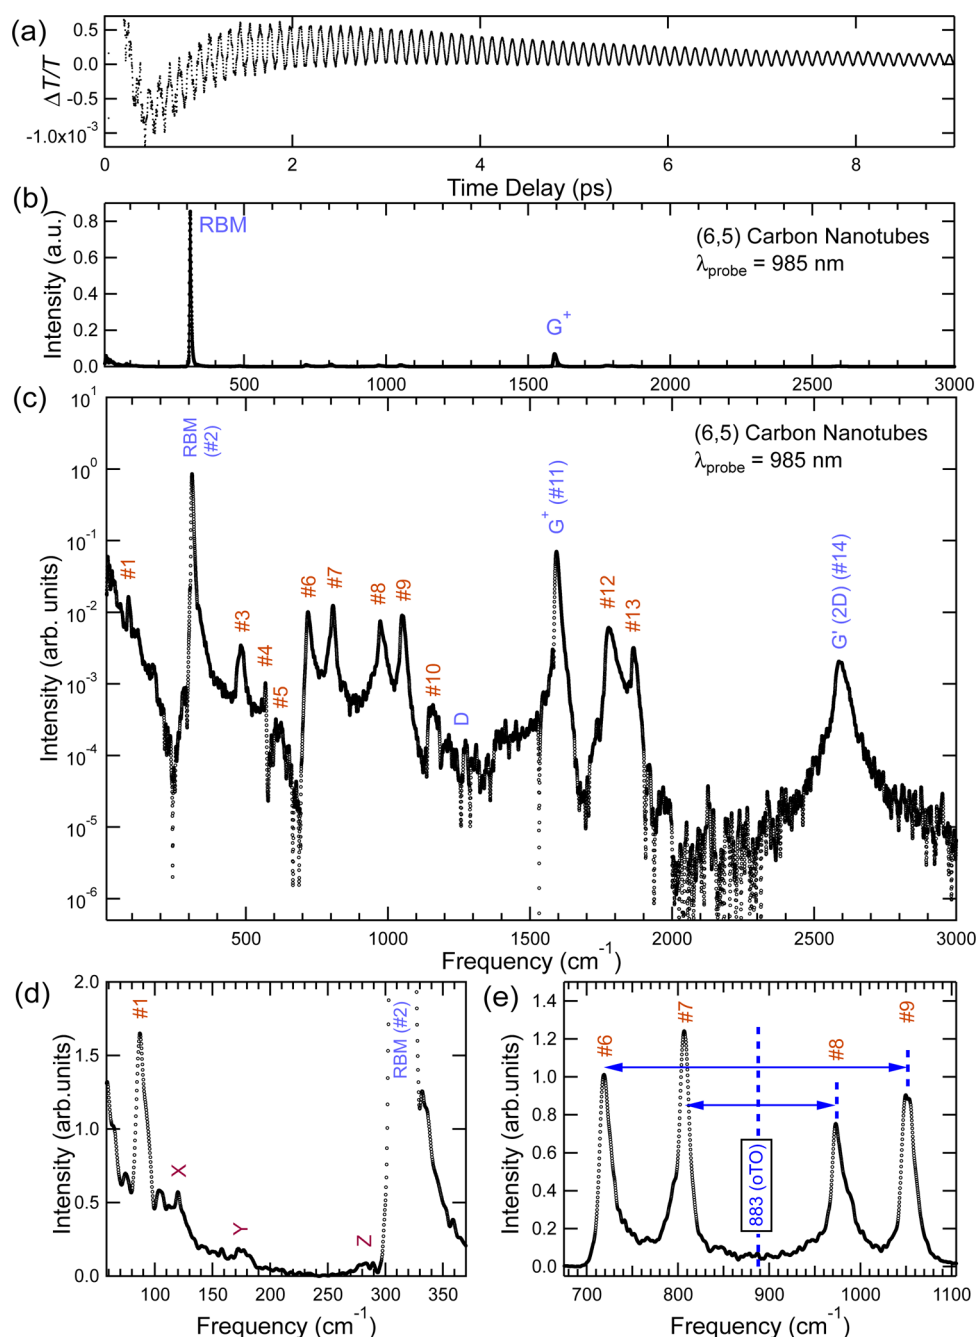 (a)
ΔT/T
0.5
0.0
-0.5
-1.0x10⁻³
0 2 4 6 8
Time Delay (ps)
(b)
Intensity (a.u.)
0.8
0.6
0.4
0.2
0.0
RBM
G⁺
(6,5) Carbon Nanotubes
λprobe = 985 nm
500 1000 1500 2000 2500 3000
(c)
Intensity (arb. units)
10¹
10⁰
10⁻¹
10⁻²
10⁻³
10⁻⁴
10⁻⁵
10⁻⁶
(6,5) Carbon Nanotubes
λprobe = 985 nm
#1
RBM
(#2)
#3
#4
#5
#6
#7
#8
#9
#10
D
G⁺ (#11)
#12
#13
G' (2D) (#14)
500 1000 1500 2000 2500 3000
Frequency (cm⁻¹)
(d)
Intensity (arb.units)
2.0
1.5
1.0
0.5
0.0
#1
X
Y
Z
RBM (#2)
100 150 200 250 300 350
Frequency (cm⁻¹)
(e)
Intensity (arb.units)
1.4
1.2
1.0
0.8
0.6
0.4
0.2
0.0
#6
#7
#8
#9
883 (oTO)
700 800 900 1000 1100
Frequency (cm⁻¹)